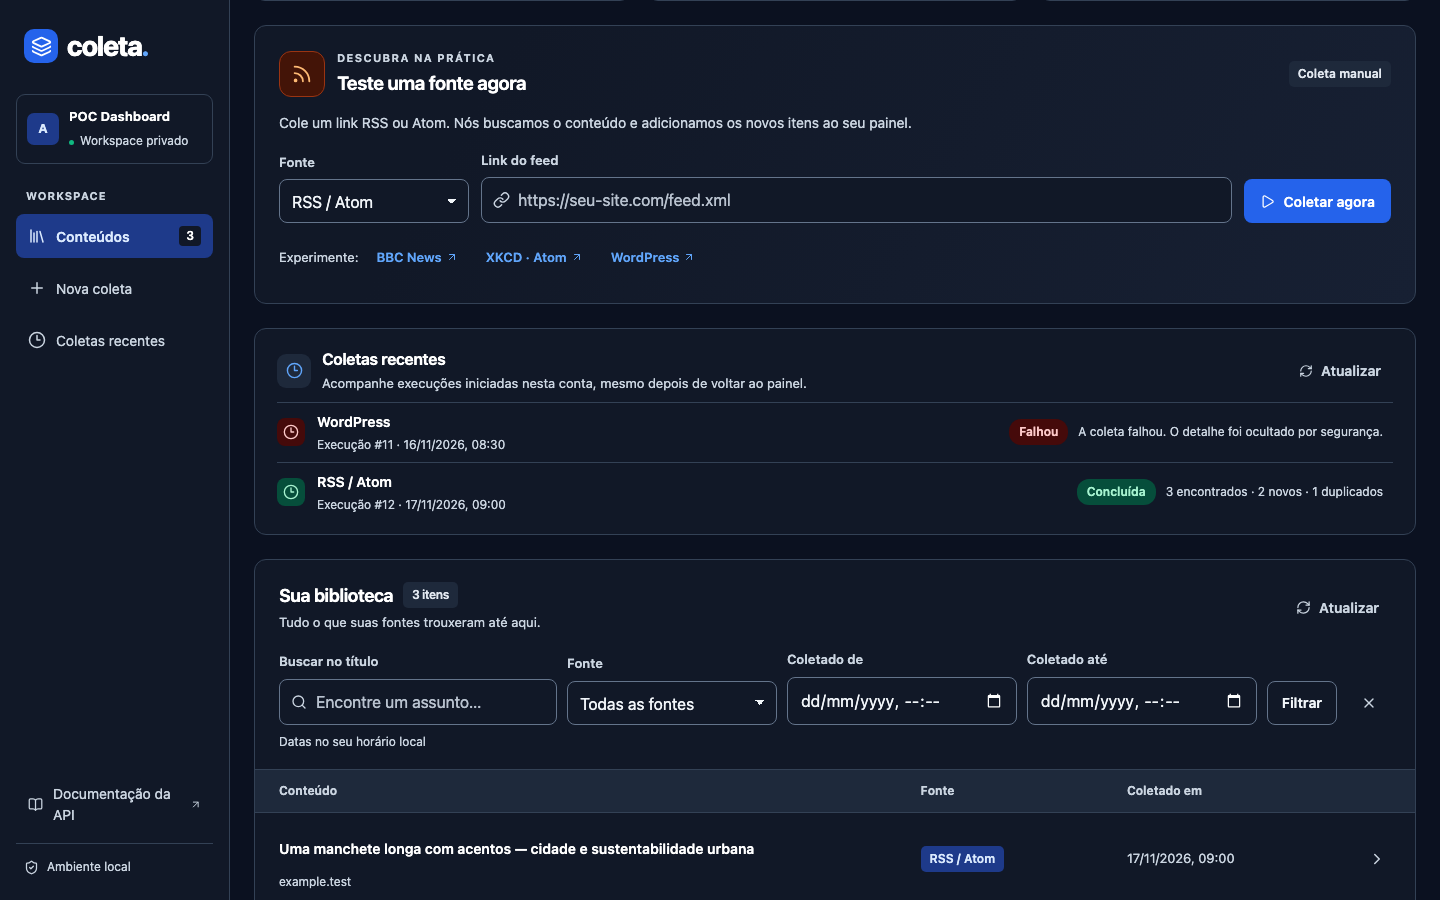 coleta.
A
POC Dashboard
Workspace privado
WORKSPACE
Conteúdos
3
Nova coleta
Coletas recentes
Documentação da
API
Ambiente local
DESCUBRA NA PRÁTICA
Teste uma fonte agora
Coleta manual
Cole um link RSS ou Atom. Nós buscamos o conteúdo e adicionamos os novos itens ao seu painel.
Fonte
Link do feed
RSS / Atom
https://seu-site.com/feed.xml
Coletar agora
Experimente:
BBC News
XKCD · Atom
WordPress
Coletas recentes
Acompanhe execuções iniciadas nesta conta, mesmo depois de voltar ao painel.
Atualizar
WordPress
Execução #11 · 16/11/2026, 08:30
Falhou
A coleta falhou. O detalhe foi ocultado por segurança.
RSS / Atom
Execução #12 · 17/11/2026, 09:00
Concluída
3 encontrados · 2 novos · 1 duplicados
Sua biblioteca
3 itens
Tudo o que suas fontes trouxeram até aqui.
Atualizar
Buscar no título
Fonte
Coletado de
Coletado até
Encontre um assunto...
Todas as fontes
dd/mm/yyyy, --:--
dd/mm/yyyy, --:--
Filtrar
Datas no seu horário local
Conteúdo
Fonte
Coletado em
Uma manchete longa com acentos — cidade e sustentabilidade urbana
example.test
RSS / Atom
17/11/2026, 09:00